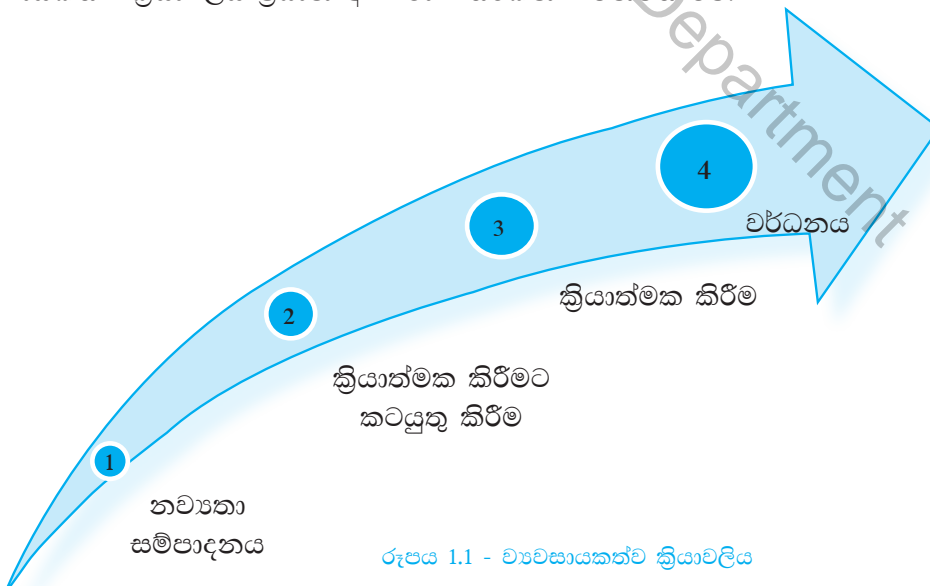 Department
4
වර්ධනය
3
ක්‍රියාත්මක කිරීම
2
ක්‍රියාත්මක කිරීමට
කටයුතු කිරීම
1
නව්‍යතා
සම්පාදනය
රූපය 1.1 - ව්‍යවසායකත්ව ක්‍රියාවලිය